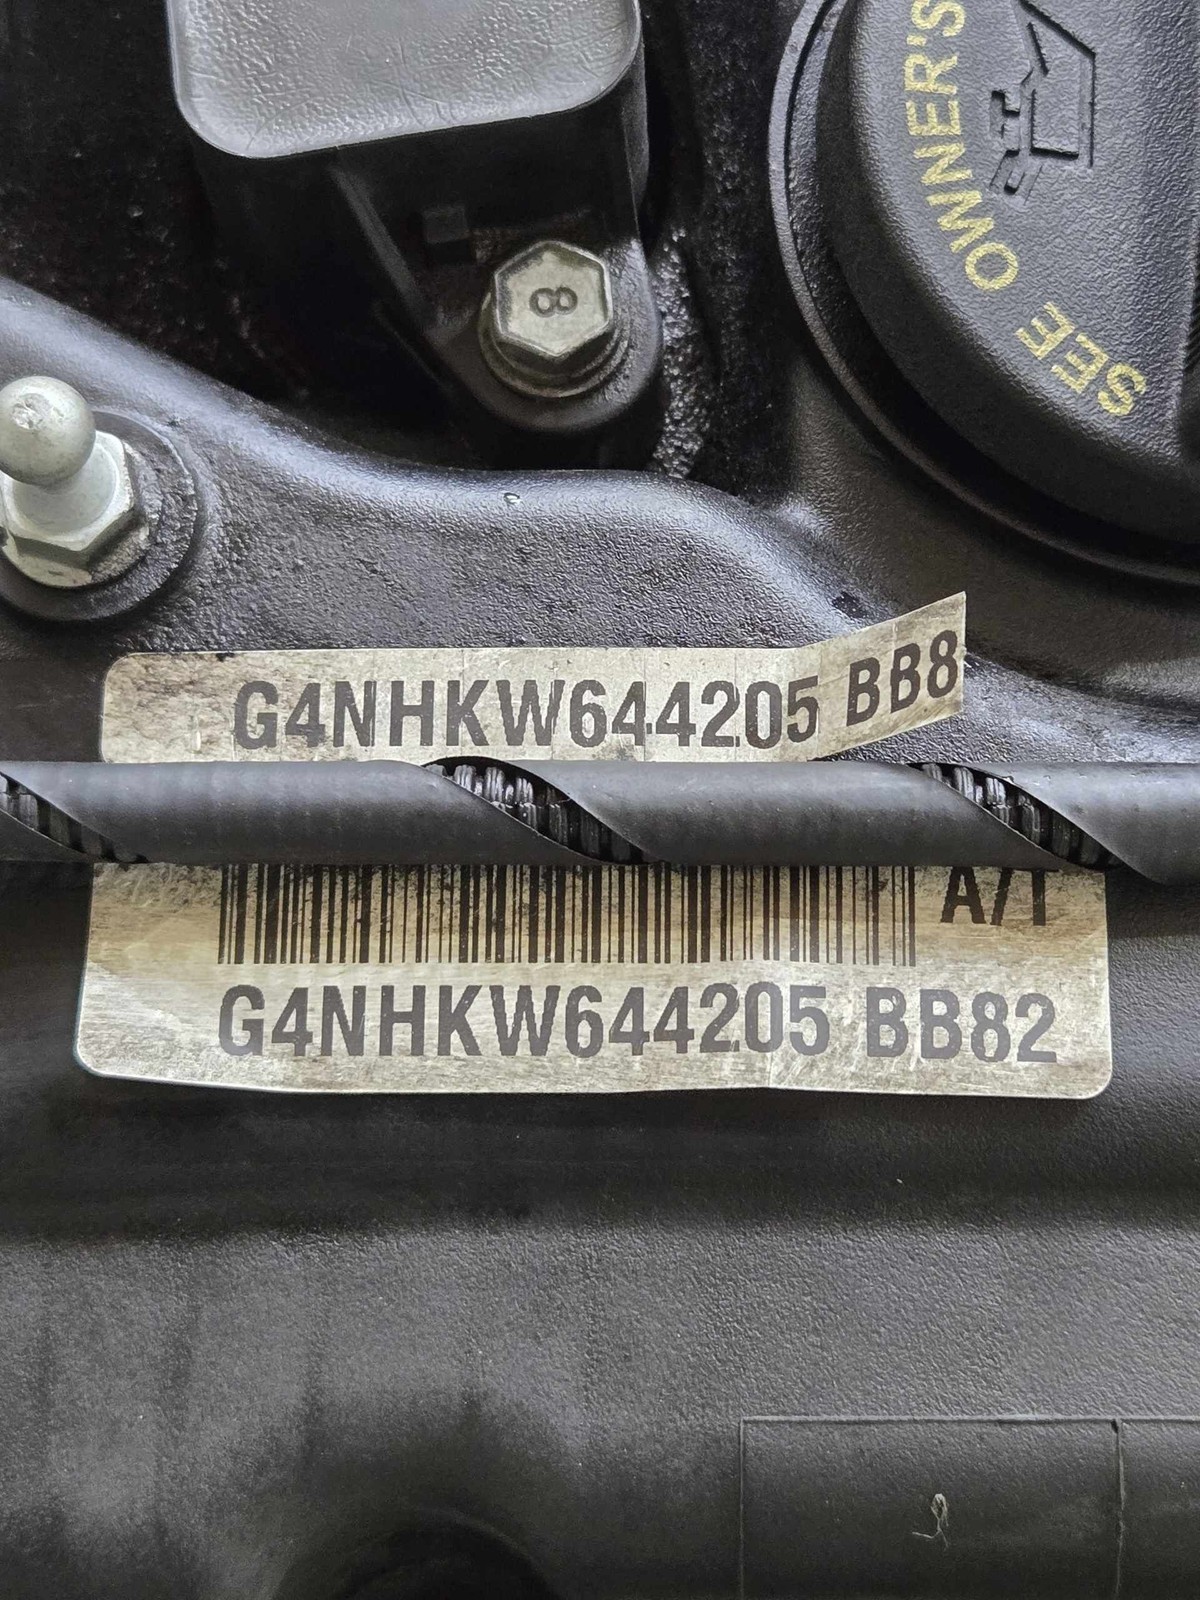 SEE OWNER'S
8
G4NHKW644205 BB8
A/T
G4NHKW644205 BB82